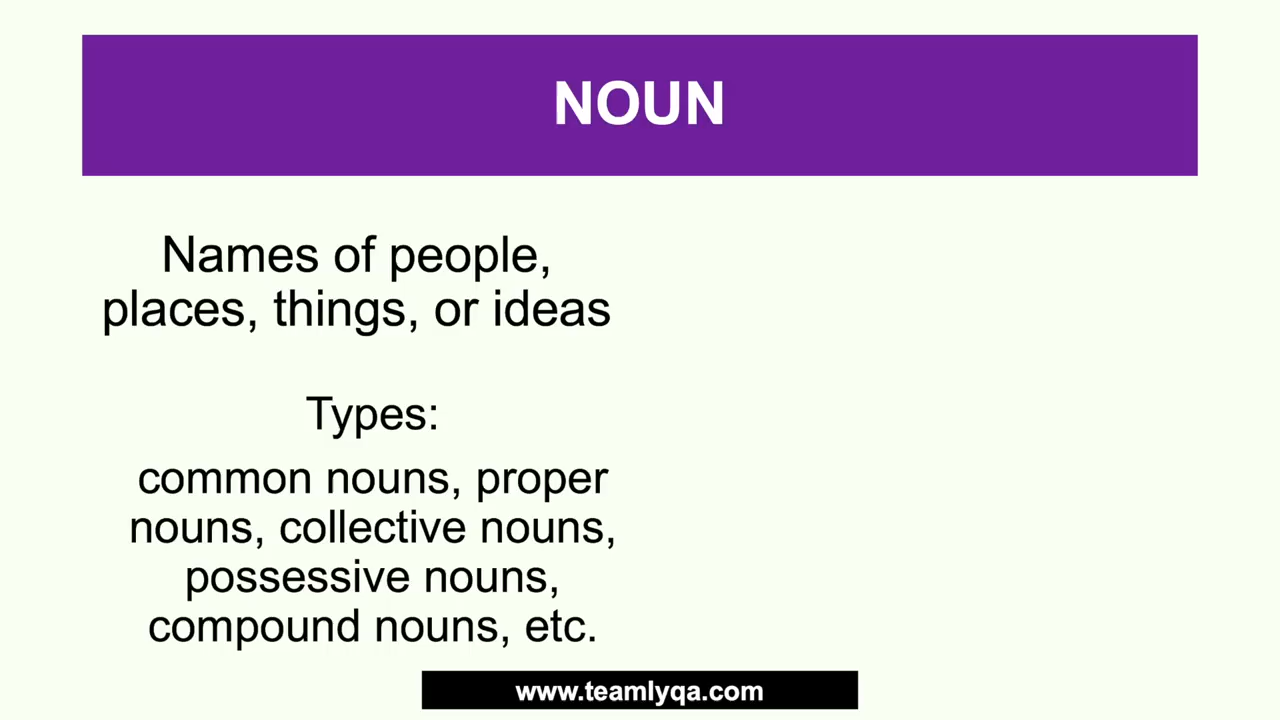 NOUN
Names of people,
places, things, or ideas
Types:
common nouns, proper
nouns, collective nouns,
possessive nouns,
compound nouns, etc.
www.teamlyqa.com